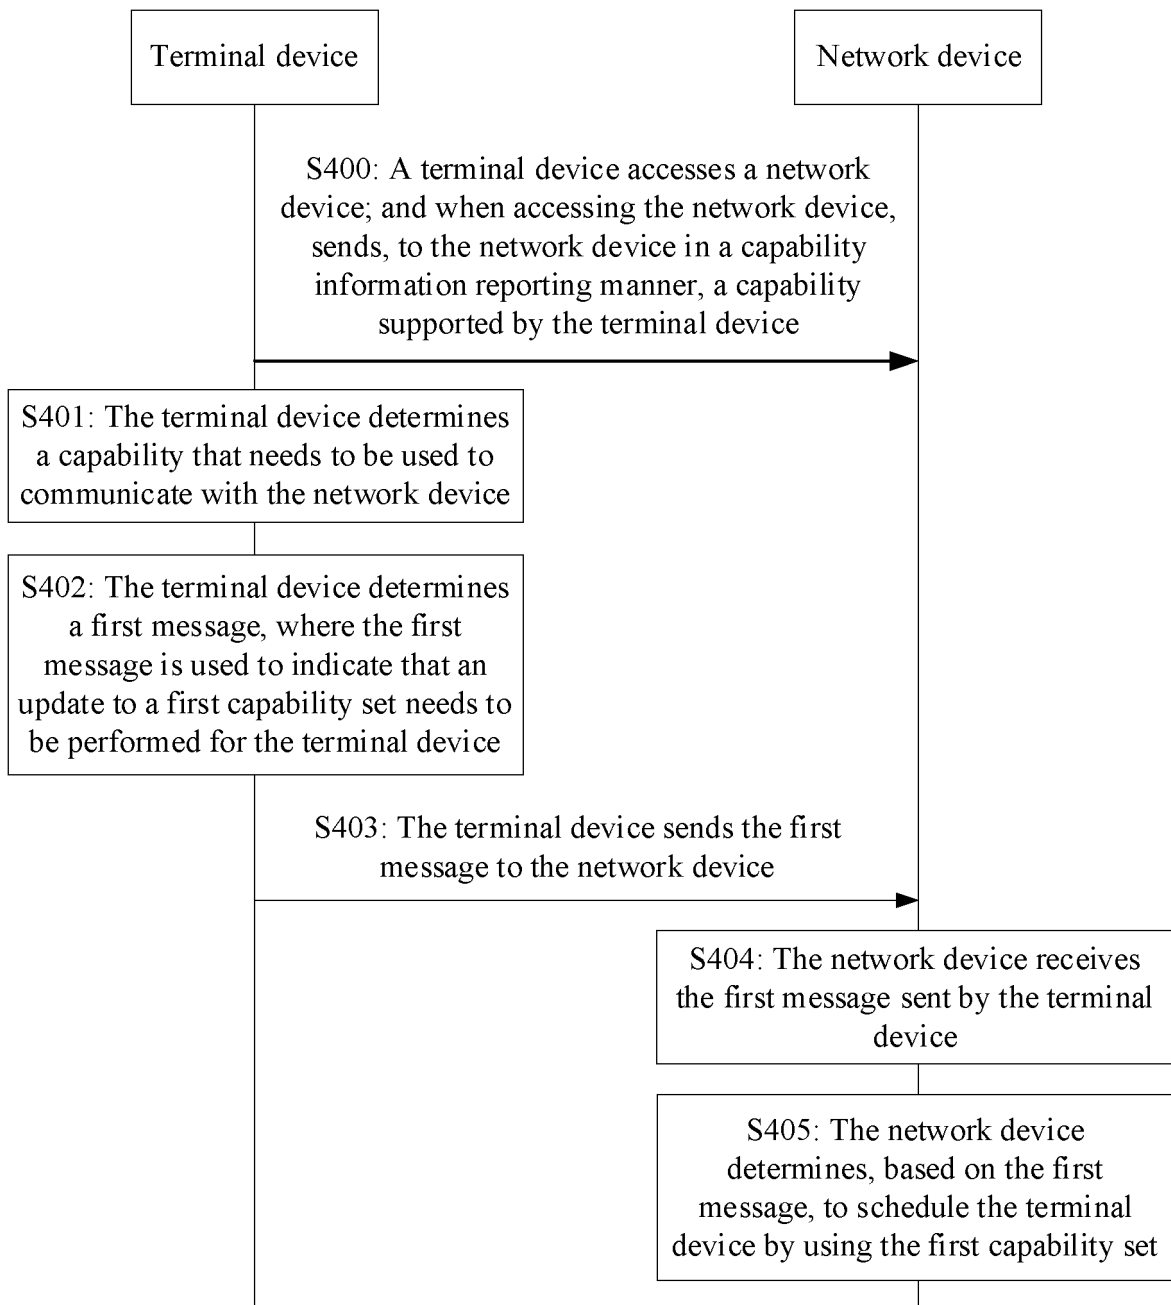 Terminal device
Network device
S400: A terminal device accesses a network
device; and when accessing the network device,
sends, to the network device in a capability
information reporting manner, a capability
supported by the terminal device
S401: The terminal device determines
a capability that needs to be used to
communicate with the network device
S402: The terminal device determines
a first message, where the first
message is used to indicate that an
update to a first capability set needs to
be performed for the terminal device
S403: The terminal device sends the first
message to the network device
S404: The network device receives
the first message sent by the terminal
device
S405: The network device
determines, based on the first
message, to schedule the terminal
device by using the first capability set